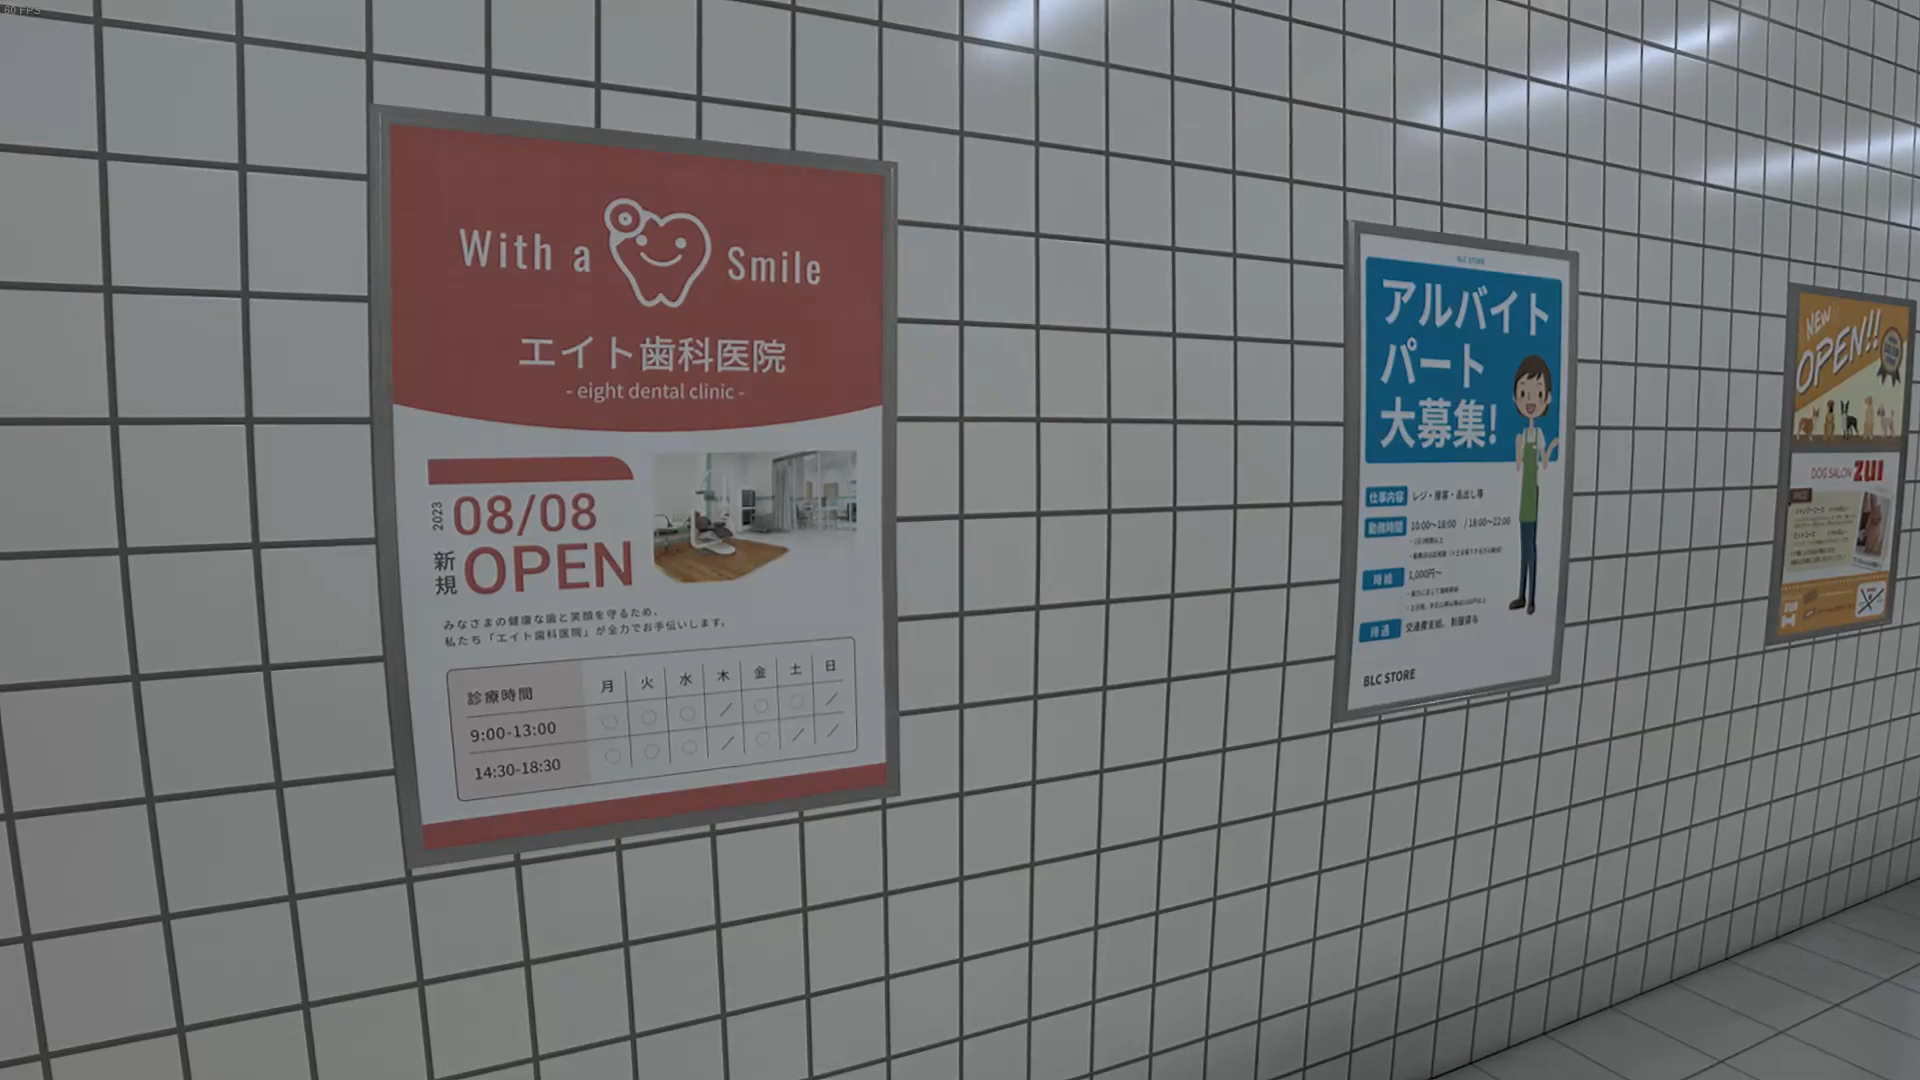 60 FPS
With a Smile
エイト歯科医院
- eight dental clinic -
2023
08/08
新規
OPEN
みなさまの健康な歯と笑顔を守るため、
私たち「エイト歯科医院」が全力でお手伝いします。
診療時間 月 火 水 木 金 土 日
9:00-13:00 ○ ○ ○ / ○ ○ /
14:30-18:30 ○ ○ ○ / ○ / /
BLC STORE
アルバイト
パート
大募集!
仕事内容 レジ・接客・品出し等
勤務時間 10:00〜18:00 / 18:00〜22:00
時給 1,000円〜
待遇 交通費支給、制服貸与
BLC STORE
NEW
OPEN!!
DOG SALON ZUI